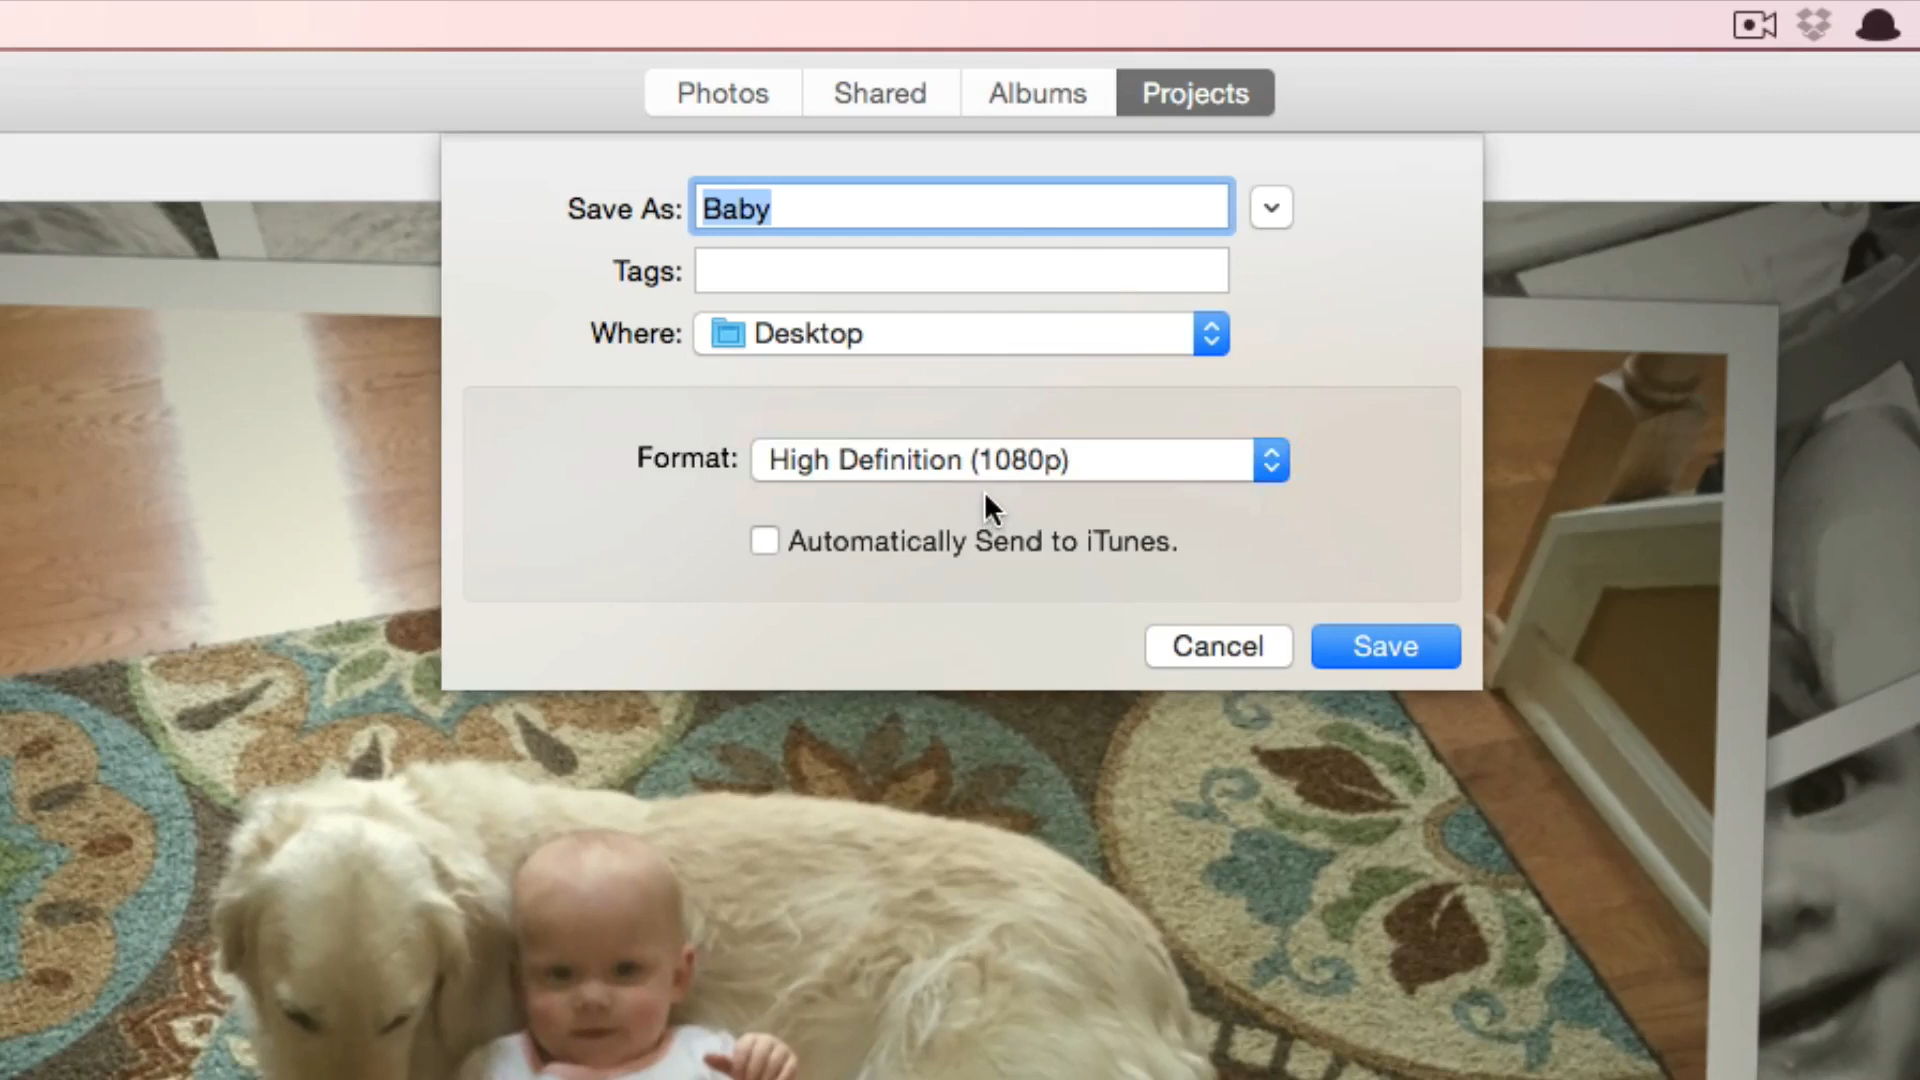 Photos Shared Albums Projects
Save As: Baby
Tags:
Where: Desktop
Format: High Definition (1080p)
Automatically Send to iTunes.
Cancel Save